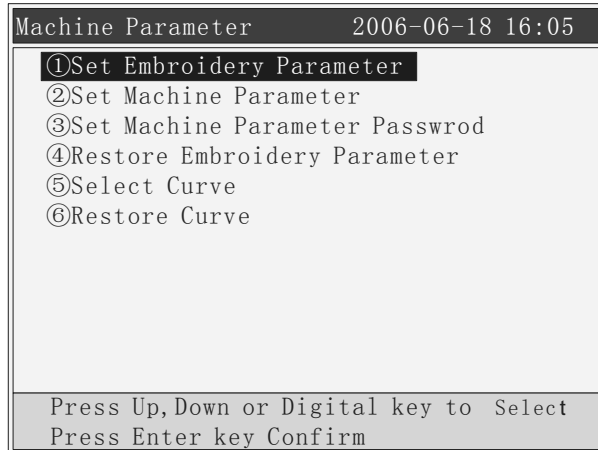 Machine Parameter 2006-06-18 16:05
①Set Embroidery Parameter
②Set Machine Parameter
③Set Machine Parameter Passwrod
④Restore Embroidery Parameter
⑤Select Curve
⑥Restore Curve
Press Up,Down or Digital key to Select
Press Enter key Confirm